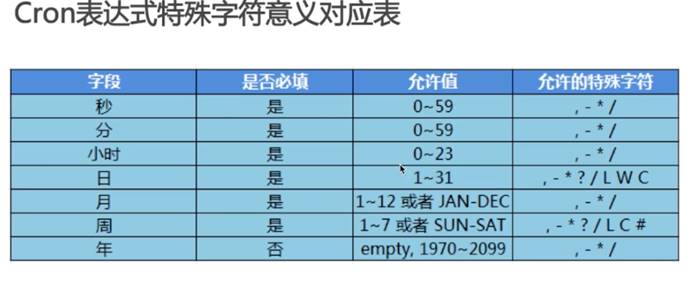 Cron表达式特殊字符意义对应表
字段 是否必填 允许值 允许的特殊字符
秒 是 0~59 , - * /
分 是 0~59 , - * /
小时 是 0~23 , - * /
日 是 1~31 , - * ? / L W C
月 是 1~12 或者 JAN-DEC , - * /
周 是 1~7 或者 SUN-SAT , - * ? / L C #
年 否 empty, 1970~2099 , - * /